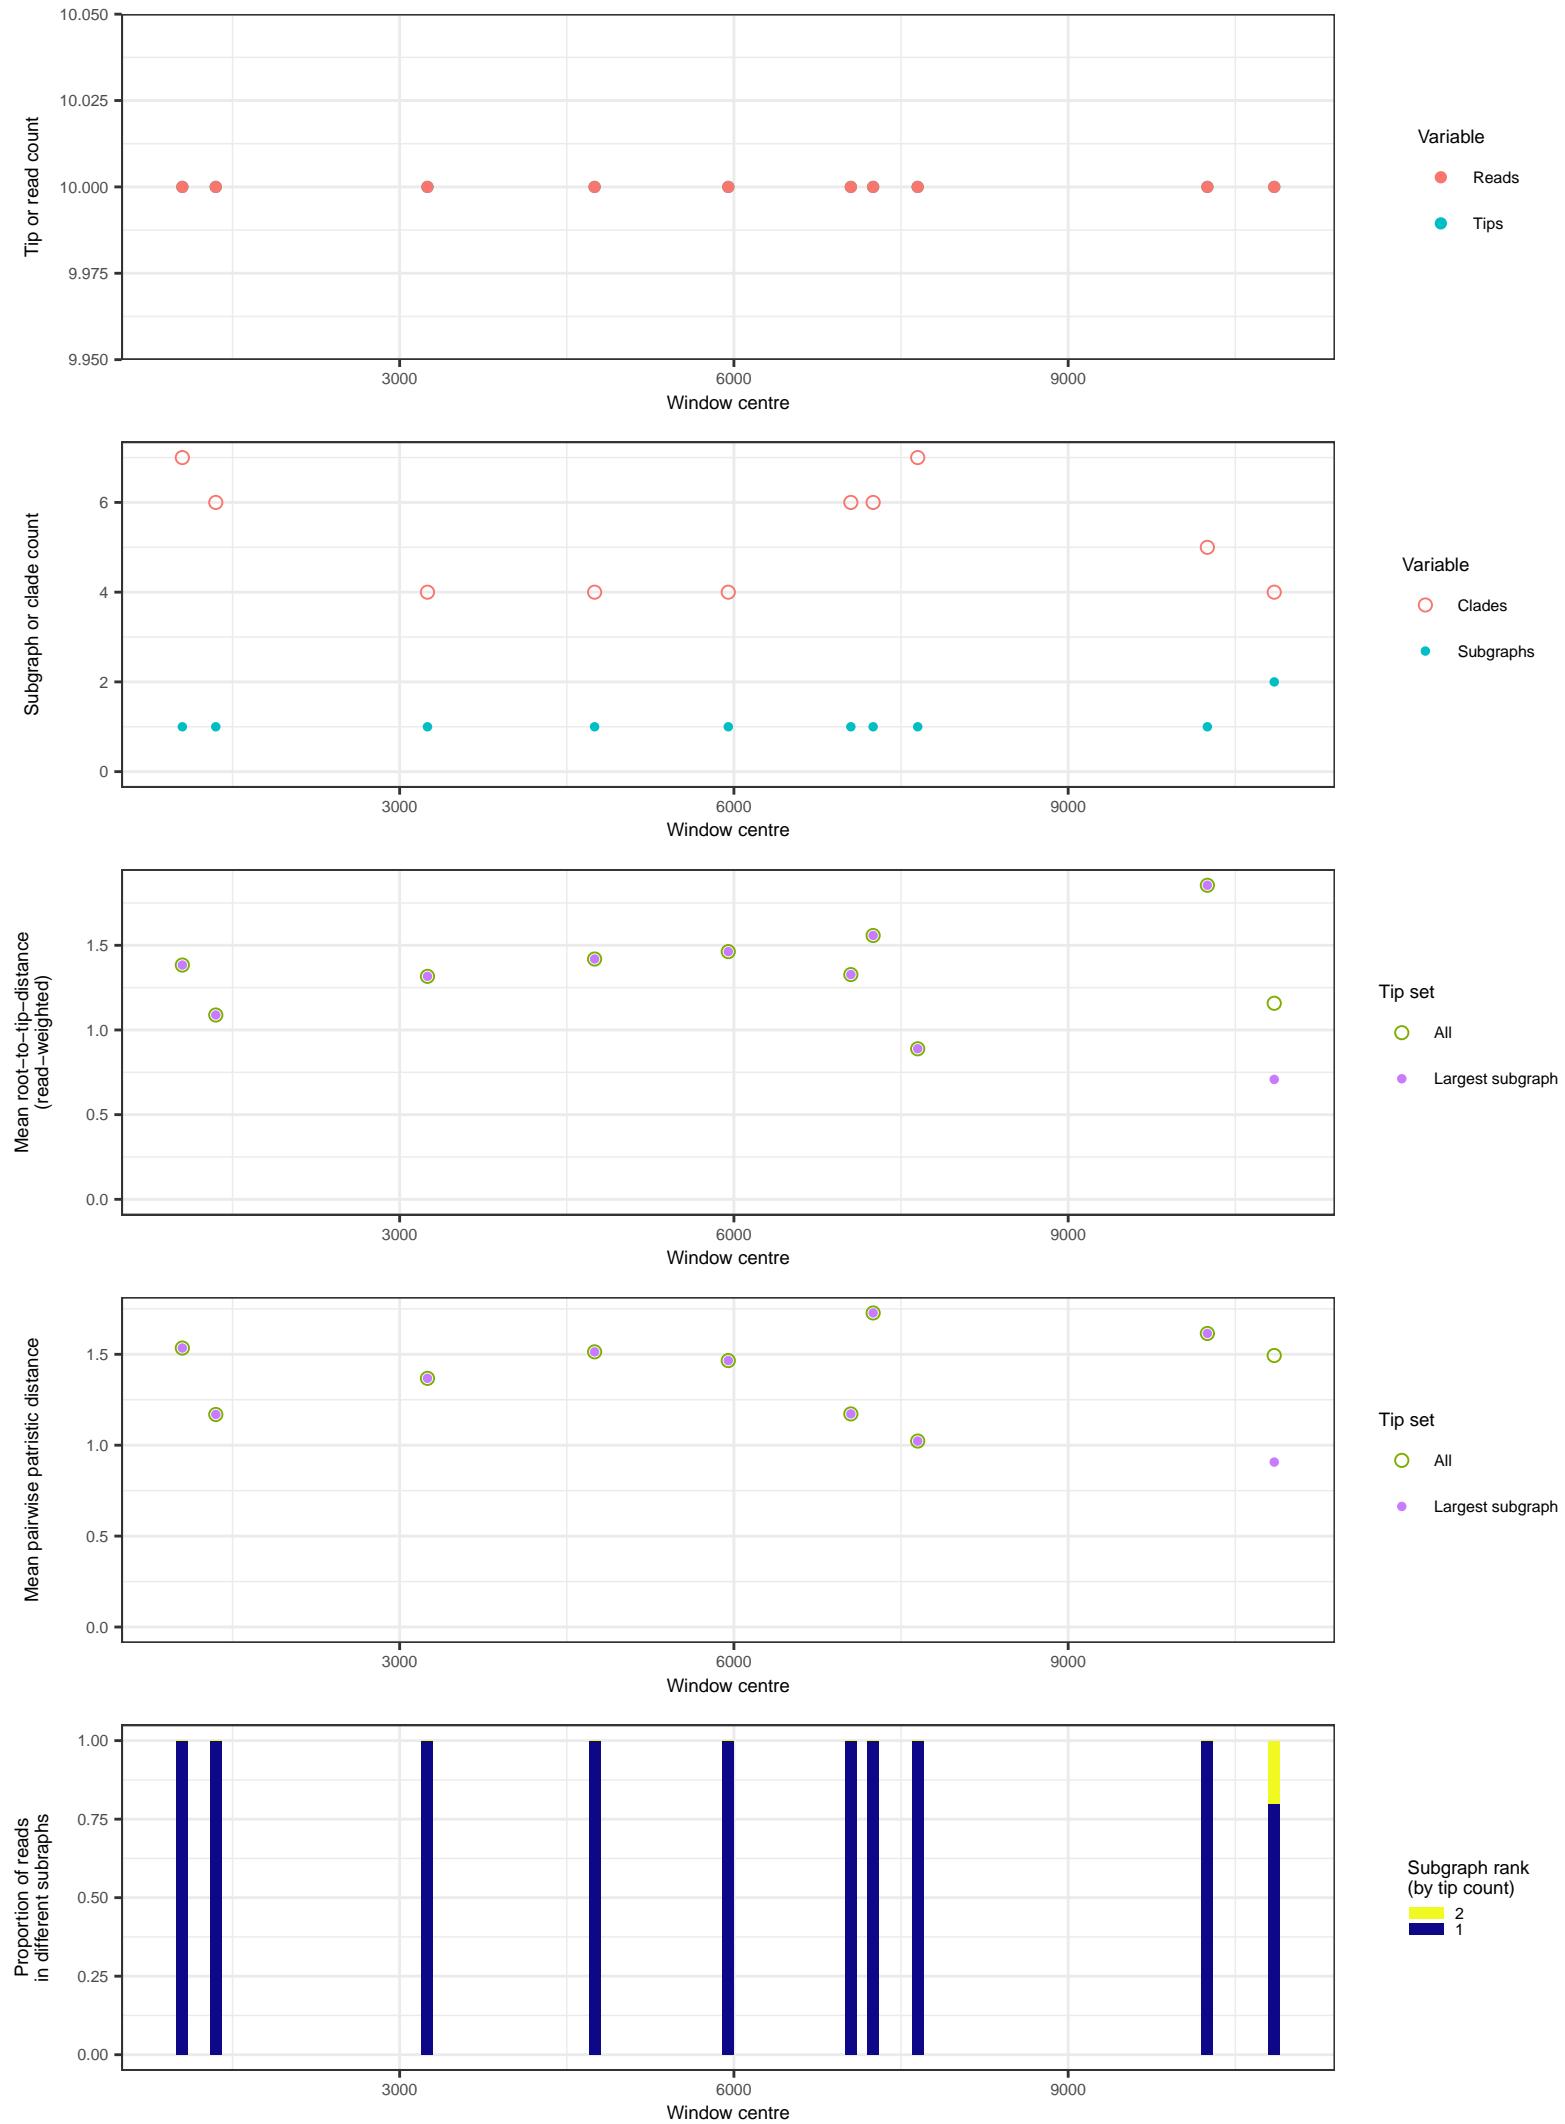 10.050
10.025
10.000
9.975
9.950
Tip or read count
3000
6000
9000
Window centre
Variable
Reads
Tips
6
4
2
0
Subgraph or clade count
3000
6000
9000
Window centre
Variable
Clades
Subgraphs
1.5
1.0
0.5
0.0
Mean root−to−tip−distance
(read−weighted)
3000
6000
9000
Window centre
Tip set
All
Largest subgraph
1.5
1.0
0.5
0.0
Mean pairwise patristic distance
3000
6000
9000
Window centre
Tip set
All
Largest subgraph
1.00
0.75
0.50
0.25
0.00
Proportion of reads
in different subraphs
3000
6000
9000
Window centre
Subgraph rank
(by tip count)
2
1